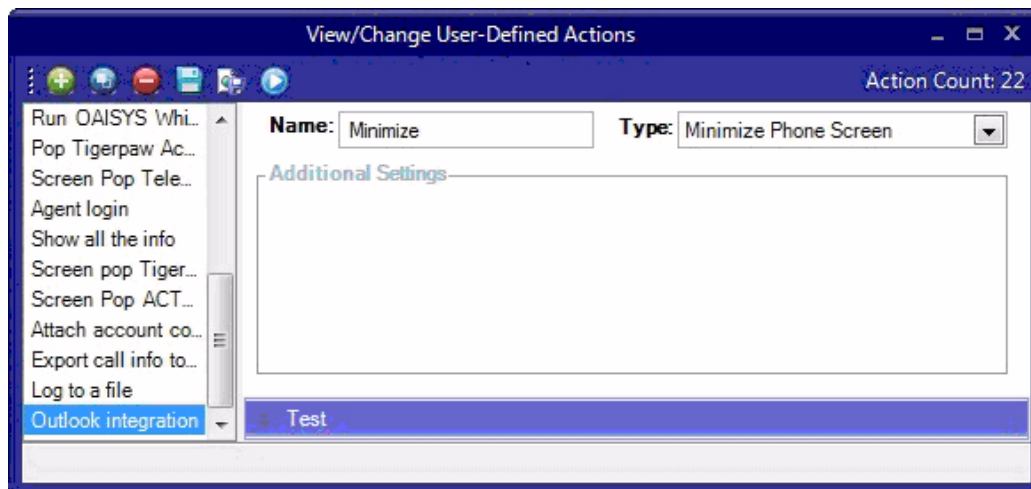 View/Change User-Defined Actions
Action Count: 22
Run OAISYS Whi...
Pop Tigerpaw Ac...
Screen Pop Tele...
Agent login
Show all the info
Screen pop Tiger...
Screen Pop ACT...
Attach account co...
Export call info to...
Log to a file
Outlook integration
Name: Minimize
Type: Minimize Phone Screen
Additional Settings
Test